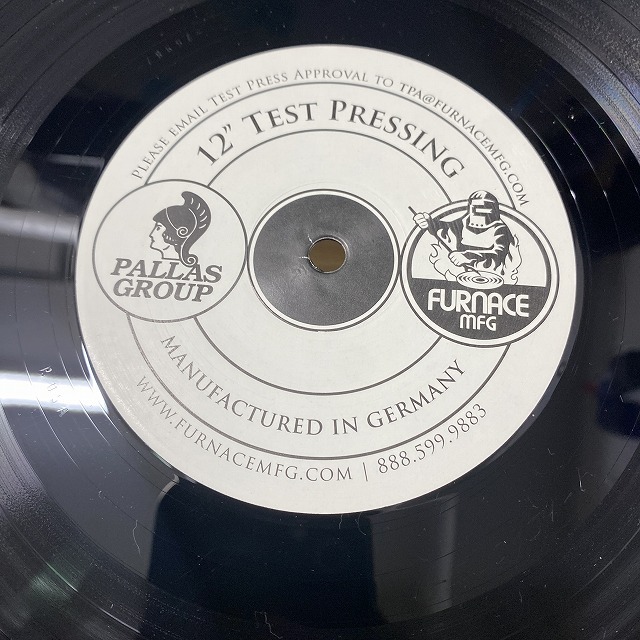 PLEASE EMAIL TEST PRESS APPROVAL TO TPA@FURNACEMFG.COM
12" TEST PRESSING
PALLAS
GROUP
FURNACE
MFG
MANUFACTURED IN GERMANY
WWW.FURNACEMFG.COM | 888.599.9883